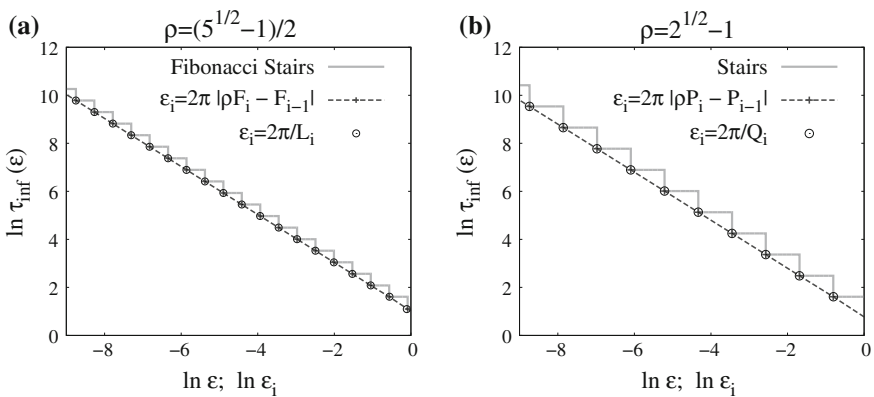 (a) ρ=(5^{1/2}−1)/2
12
10
8
6
4
2
0
ln τ_inf (ε)
Fibonacci Stairs
ε_i=2π |ρF_i − F_{i−1}|
ε_i=2π/L_i
−8 −6 −4 −2 0
ln ε; ln ε_i
(b) ρ=2^{1/2}−1
12
10
8
6
4
2
0
ln τ_inf (ε)
Stairs
ε_i=2π |ρP_i − P_{i−1}|
ε_i=2π/Q_i
−8 −6 −4 −2 0
ln ε; ln ε_i